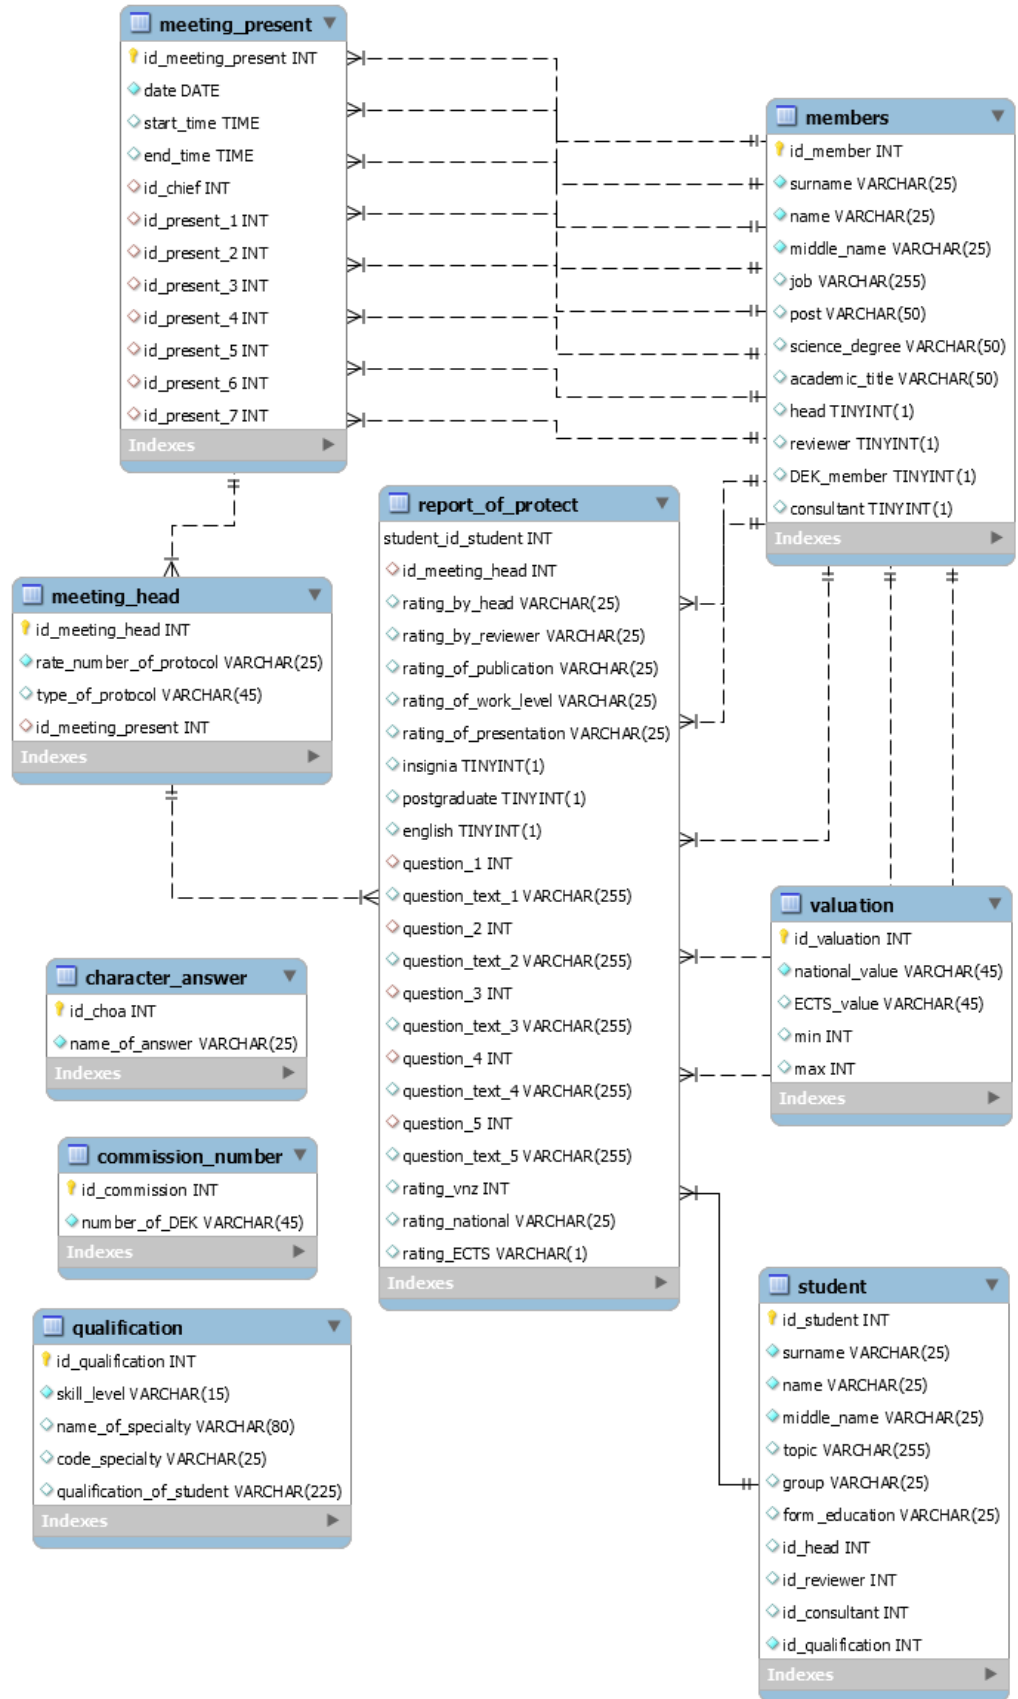 meeting_present
id_meeting_present INT
date DATE
start_time TIME
end_time TIME
id_chief INT
id_present_1 INT
id_present_2 INT
id_present_3 INT
id_present_4 INT
id_present_5 INT
id_present_6 INT
id_present_7 INT
Indexes
members
id_member INT
surname VARCHAR(25)
name VARCHAR(25)
middle_name VARCHAR(25)
job VARCHAR(255)
post VARCHAR(50)
science_degree VARCHAR(50)
academic_title VARCHAR(50)
head TINYINT(1)
reviewer TINYINT(1)
DEK_member TINYINT(1)
consultant TINYINT(1)
Indexes
meeting_head
id_meeting_head INT
rate_number_of_protocol VARCHAR(25)
type_of_protocol VARCHAR(45)
id_meeting_present INT
Indexes
report_of_protect
student_id_student INT
id_meeting_head INT
rating_by_head VARCHAR(25)
rating_by_reviewer VARCHAR(25)
rating_of_publication VARCHAR(25)
rating_of_work_level VARCHAR(25)
rating_of_presentation VARCHAR(25)
insignia TINYINT(1)
postgraduate TINYINT(1)
english TINYINT(1)
question_1 INT
question_text_1 VARCHAR(255)
question_2 INT
question_text_2 VARCHAR(255)
question_3 INT
question_text_3 VARCHAR(255)
question_4 INT
question_text_4 VARCHAR(255)
question_5 INT
question_text_5 VARCHAR(255)
rating_vnz INT
rating_national VARCHAR(25)
rating_ECTS VARCHAR(1)
Indexes
valuation
id_valuation INT
national_value VARCHAR(45)
ECTS_value VARCHAR(45)
min INT
max INT
Indexes
character_answer
id_choa INT
name_of_answer VARCHAR(25)
Indexes
commission_number
id_commission INT
number_of_DEK VARCHAR(45)
Indexes
qualification
id_qualification INT
skill_level VARCHAR(15)
name_of_specialty VARCHAR(80)
code_specialty VARCHAR(25)
qualification_of_student VARCHAR(225)
Indexes
student
id_student INT
surname VARCHAR(25)
name VARCHAR(25)
middle_name VARCHAR(25)
topic VARCHAR(255)
group VARCHAR(25)
form_education VARCHAR(25)
id_head INT
id_reviewer INT
id_consultant INT
id_qualification INT
Indexes